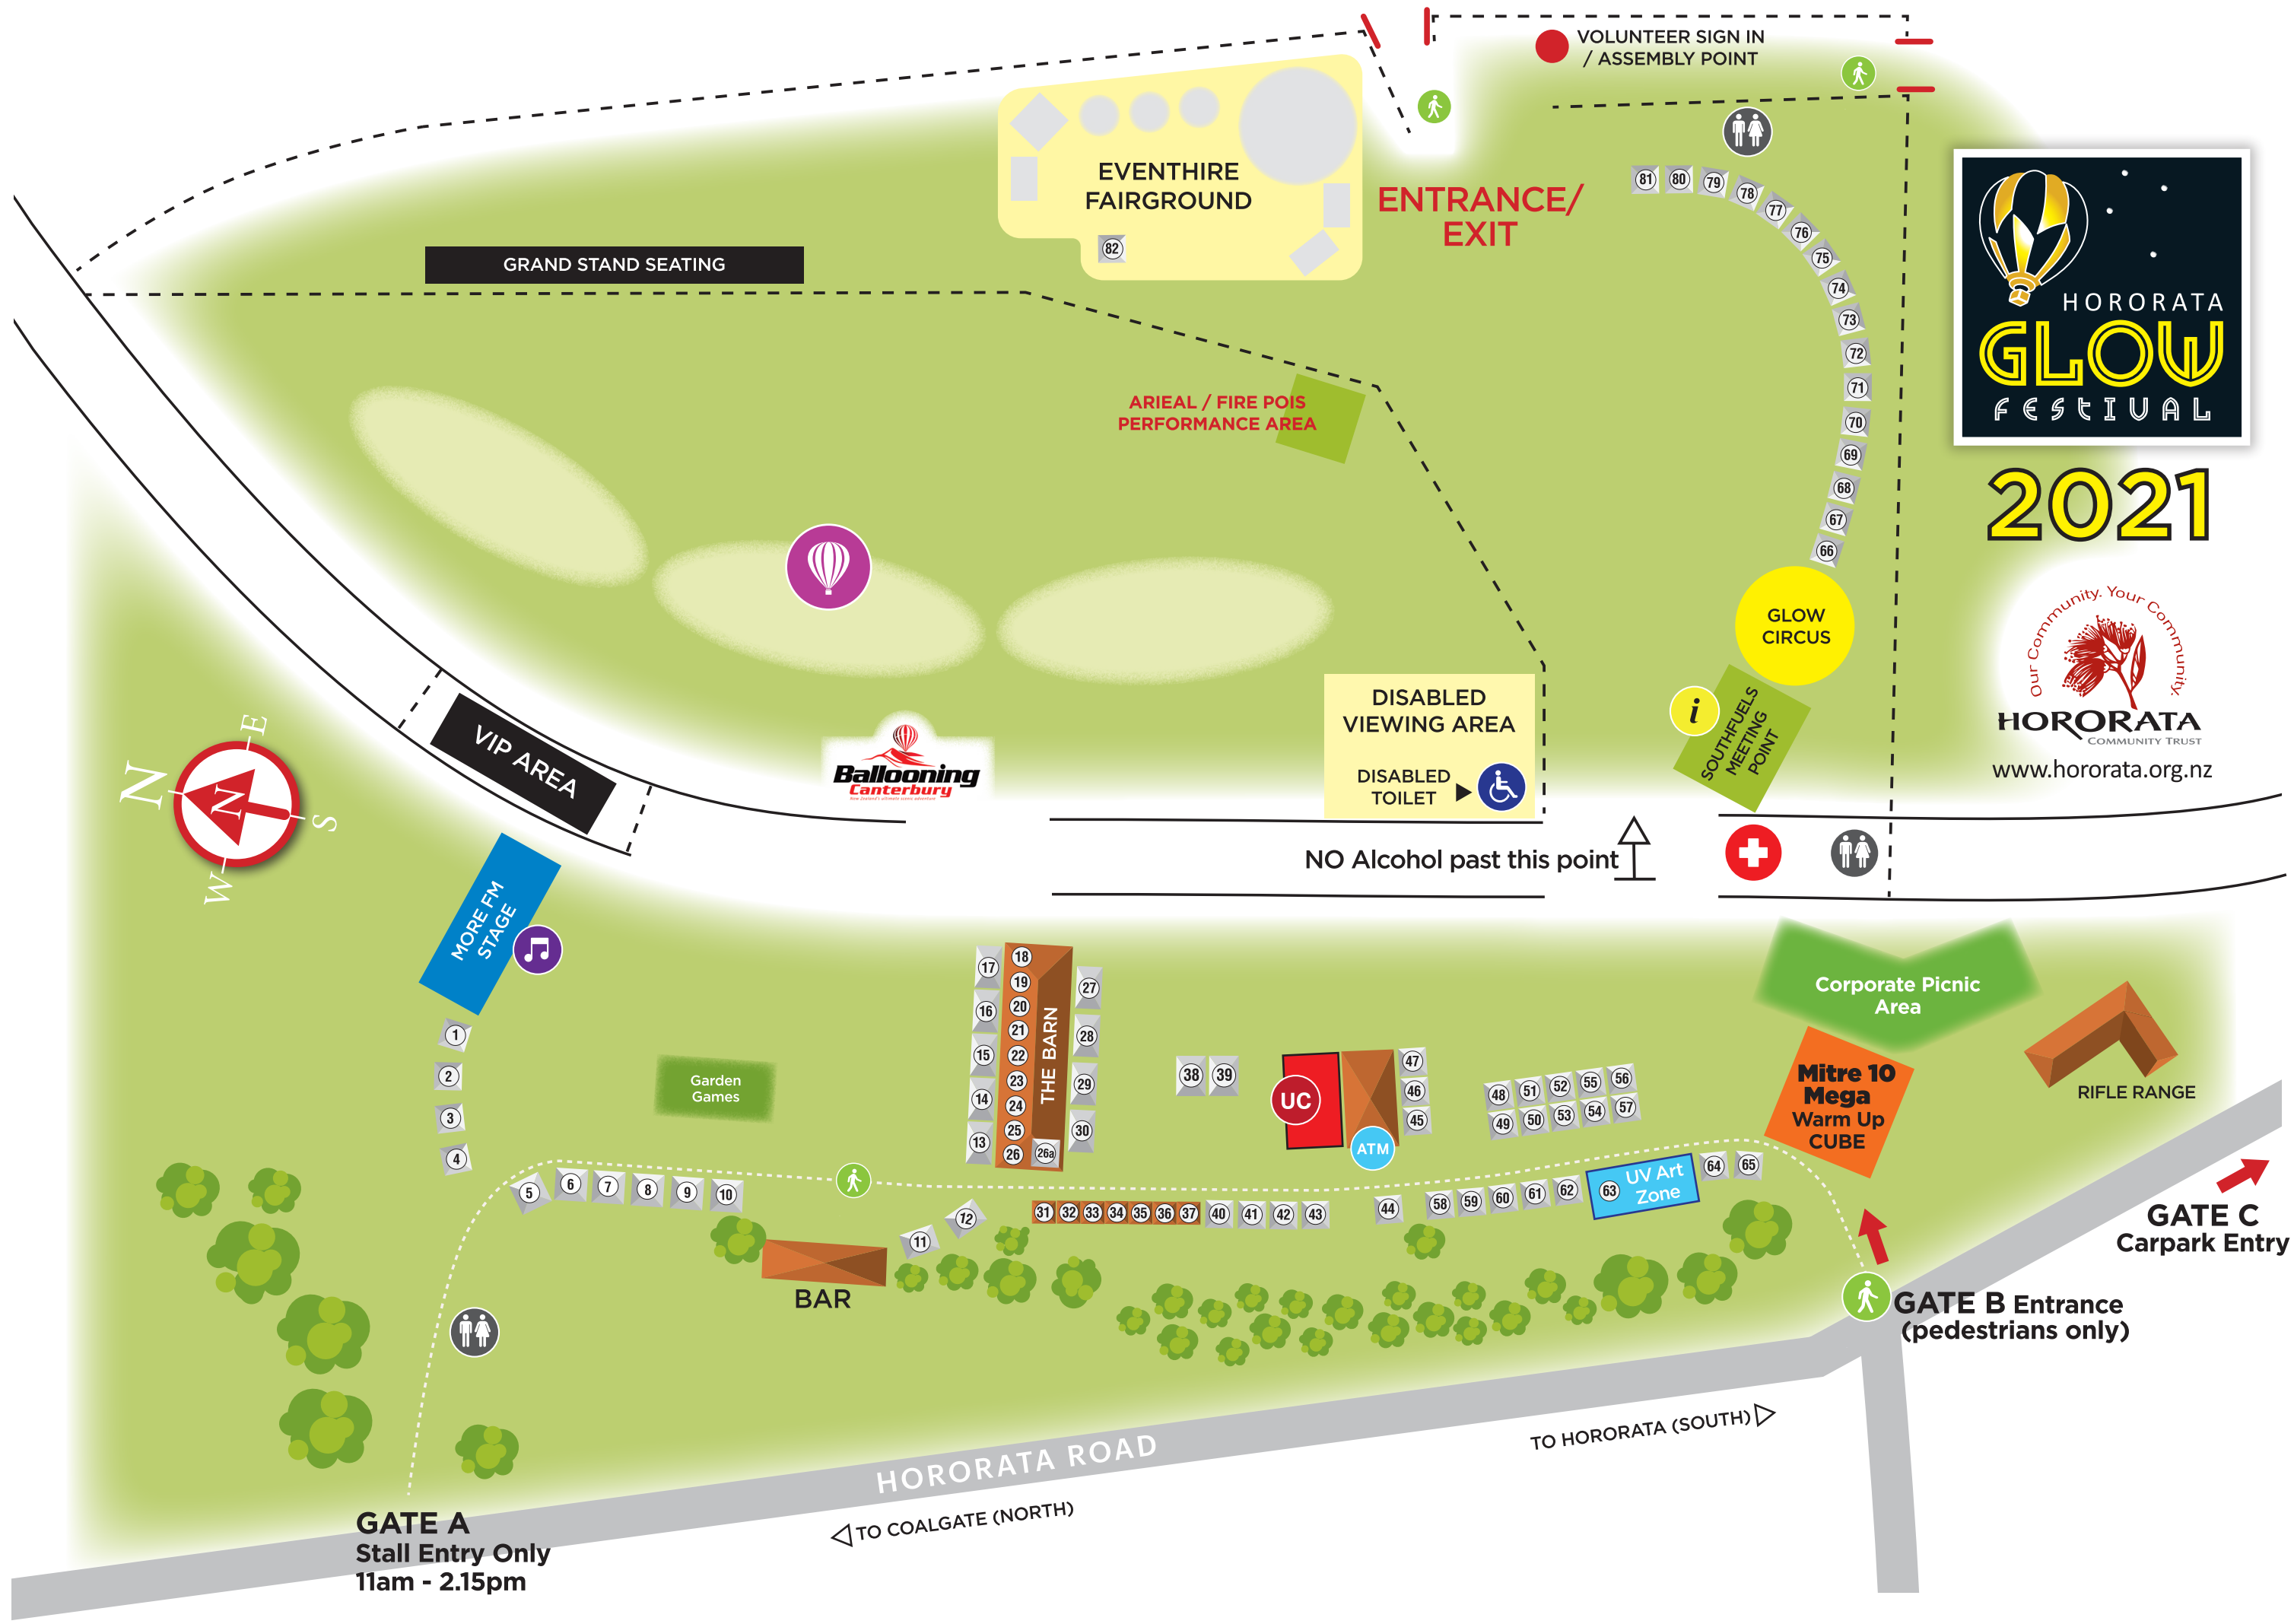 VOLUNTEER SIGN IN
/ ASSEMBLY POINT
EVENTHIRE
FAIRGROUND
82
ENTRANCE/
EXIT
81 80 79 78 77 76 75 74 73 72 71 70 69 68 67 66
HORORATA
GLOW
FESTIVAL
2021
GRAND STAND SEATING
ARIEAL / FIRE POIS
PERFORMANCE AREA
GLOW
CIRCUS
Our Community. Your Community.
HORORATA
COMMUNITY TRUST
www.hororata.org.nz
i
SOUTHFUELS
MEETING
POINT
DISABLED
VIEWING AREA
DISABLED
TOILET
VIP AREA
Ballooning
Canterbury
New Zealand's ultimate scenic adventure
N
E
S
W
N
NO Alcohol past this point
MORE FM
STAGE
1
2
3
4
5 6 7 8 9 10
Garden
Games
17
16
15
14
13
18
19
20
21
22
23
24
25
26
26a
THE BARN
27
28
29
30
38 39
UC
ATM
47
46
45
48 51 52 55 56
49 50 53 54 57
Corporate Picnic
Area
Mitre 10
Mega
Warm Up
CUBE
RIFLE RANGE
11
12
31 32 33 34 35 36 37 40 41 42 43
44
58 59 60 61 62
63
UV Art
Zone
64 65
BAR
GATE C
Carpark Entry
GATE B Entrance
(pedestrians only)
HORORATA ROAD
TO HORORATA (SOUTH)
TO COALGATE (NORTH)
GATE A
Stall Entry Only
11am - 2.15pm